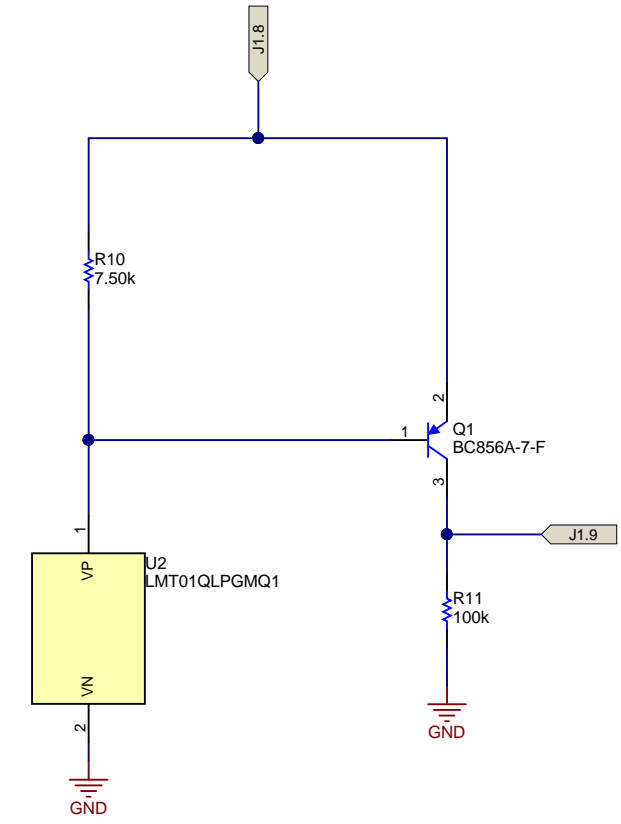 J1.8
R10
7.50k
2
1
Q1
BC856A-7-F
3
J1.9
1
VP
U2
LMT01QLPGMQ1
R11
100k
VN
2
GND
GND